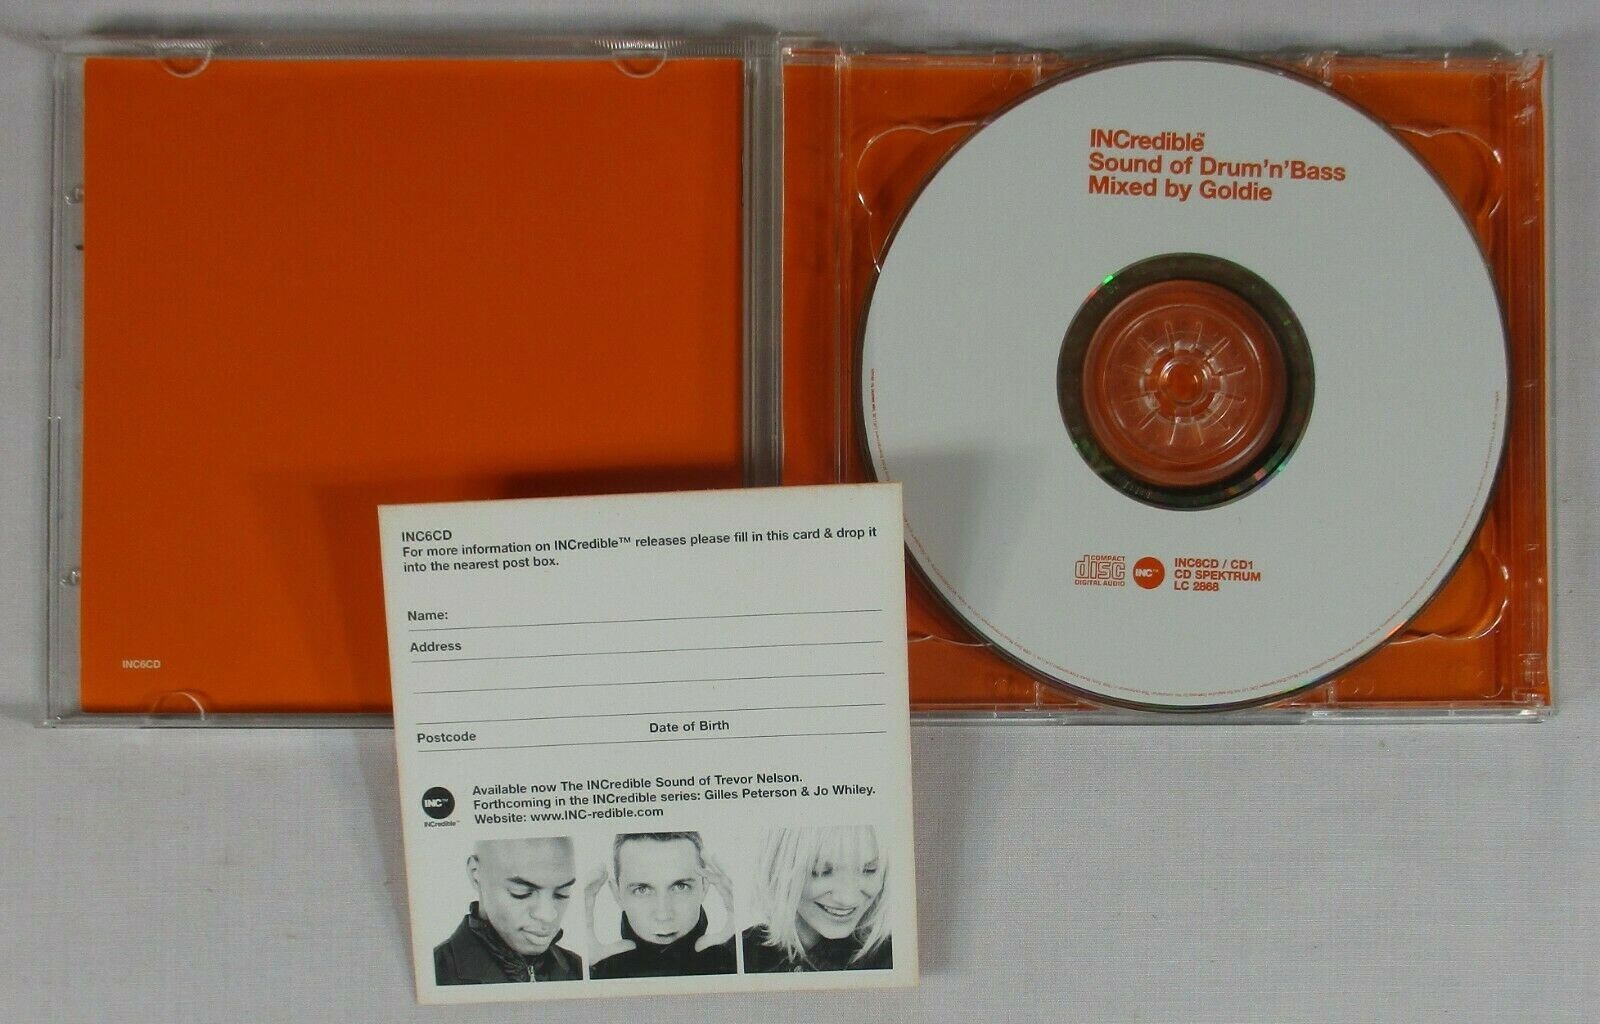 INC6CD
INCredible™
Sound of Drum'n'Bass
Mixed by Goldie
COMPACT
disc
DIGITAL AUDIO
INC™
INC6CD / CD1
CD SPEKTRUM
LC 2868
INC6CD
For more information on INCredible™ releases please fill in this card & drop it
into the nearest post box.
Name:
Address
Postcode
Date of Birth
INC™
INCredible™
Available now The INCredible Sound of Trevor Nelson.
Forthcoming in the INCredible series: Gilles Peterson & Jo Whiley.
Website: www.INC-redible.com